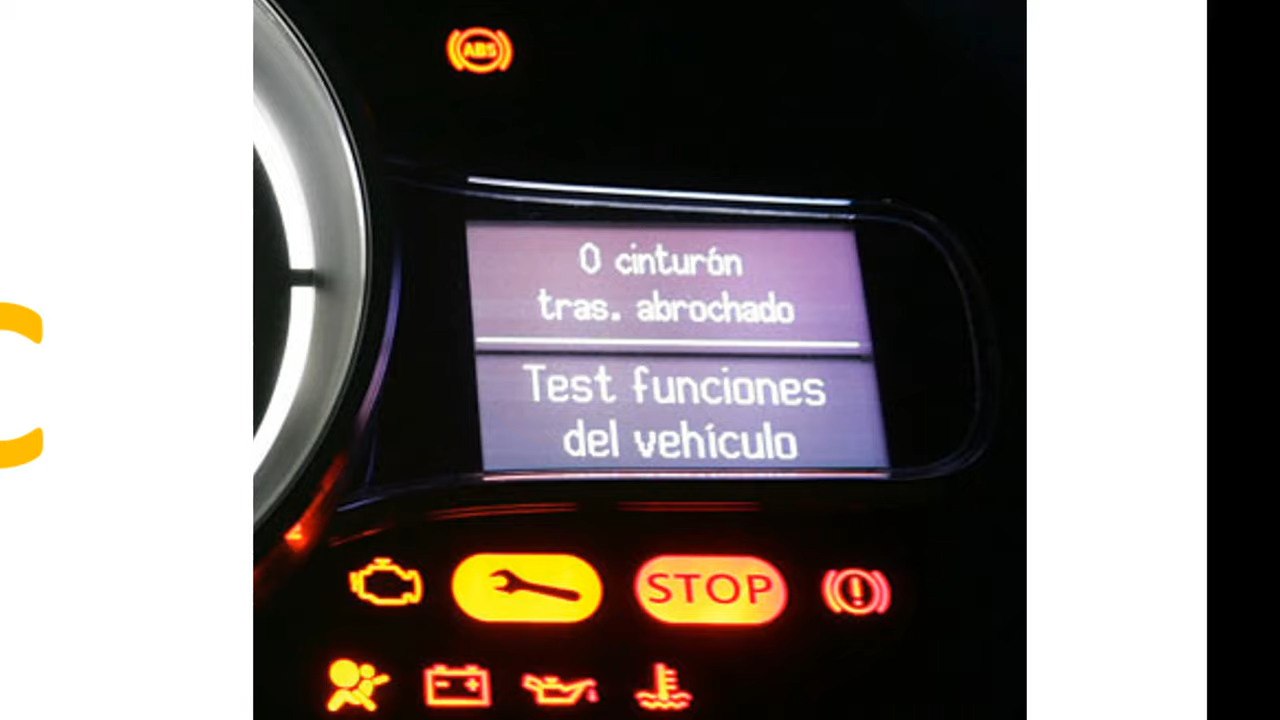 ABS
0 cinturón
tras. abrochado
Test funciones
del vehículo
STOP